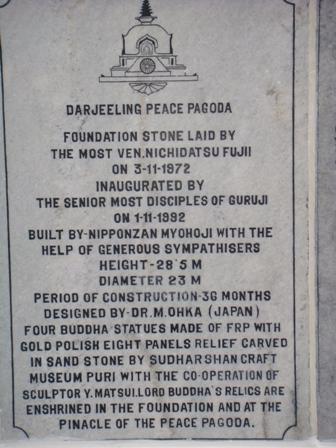 DARJEELING PEACE PAGODA
FOUNDATION STONE LAID BY
THE MOST VEN.NICHIDATSU FUJII
ON 3-11-1972
INAUGURATED BY
THE SENIOR MOST DISCIPLES OF GURUJI
ON 1-11-1992
BUILT BY-NIPPONZAN MYOHOJI WITH THE
HELP OF GENEROUS SYMPATHISERS
HEIGHT-28'5 M
DIAMETER 23 M
PERIOD OF CONSTRUCTION-36 MONTHS
DESIGNED BY-DR.M.OHKA (JAPAN)
FOUR BUDDHA STATUES MADE OF FRP WITH
GOLD POLISH EIGHT PANELS RELIEF CARVED
IN SAND STONE BY SUDHARSHAN CRAFT
MUSEUM PURI WITH THE CO-OPERATION OF
SCULPTOR Y.MATSUI.LORD BUDDHA'S RELICS ARE
ENSHRINED IN THE FOUNDATION AND AT THE
PINACLE OF THE PEACE PAGODA.